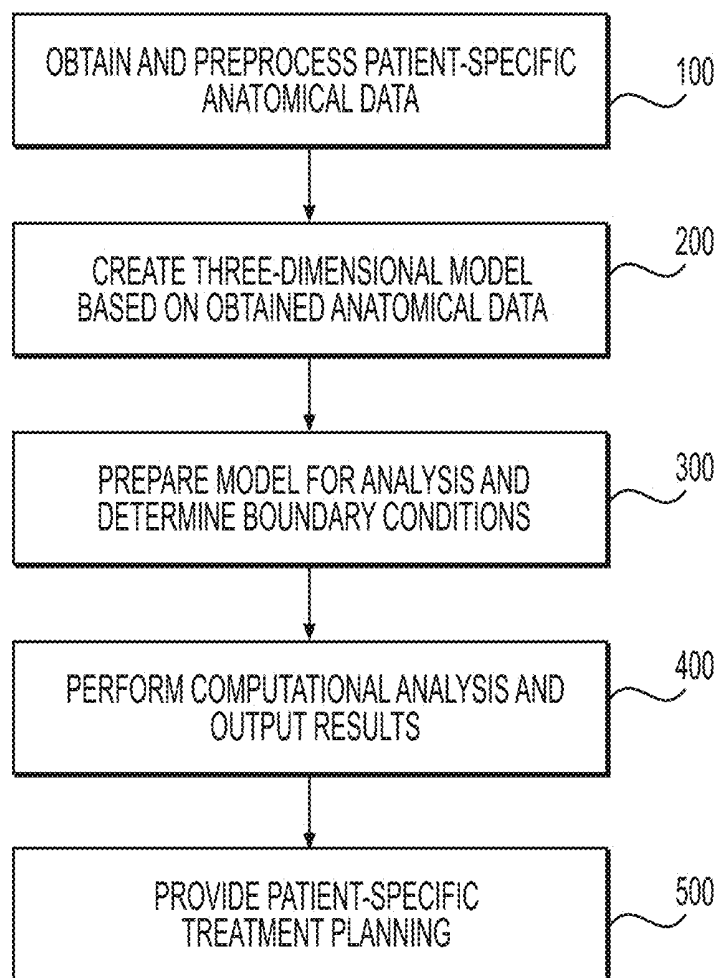 OBTAIN AND PREPROCESS PATIENT-SPECIFIC
ANATOMICAL DATA
100
CREATE THREE-DIMENSIONAL MODEL
BASED ON OBTAINED ANATOMICAL DATA
200
PREPARE MODEL FOR ANALYSIS AND
DETERMINE BOUNDARY CONDITIONS
300
PERFORM COMPUTATIONAL ANALYSIS AND
OUTPUT RESULTS
400
PROVIDE PATIENT-SPECIFIC
TREATMENT PLANNING
500